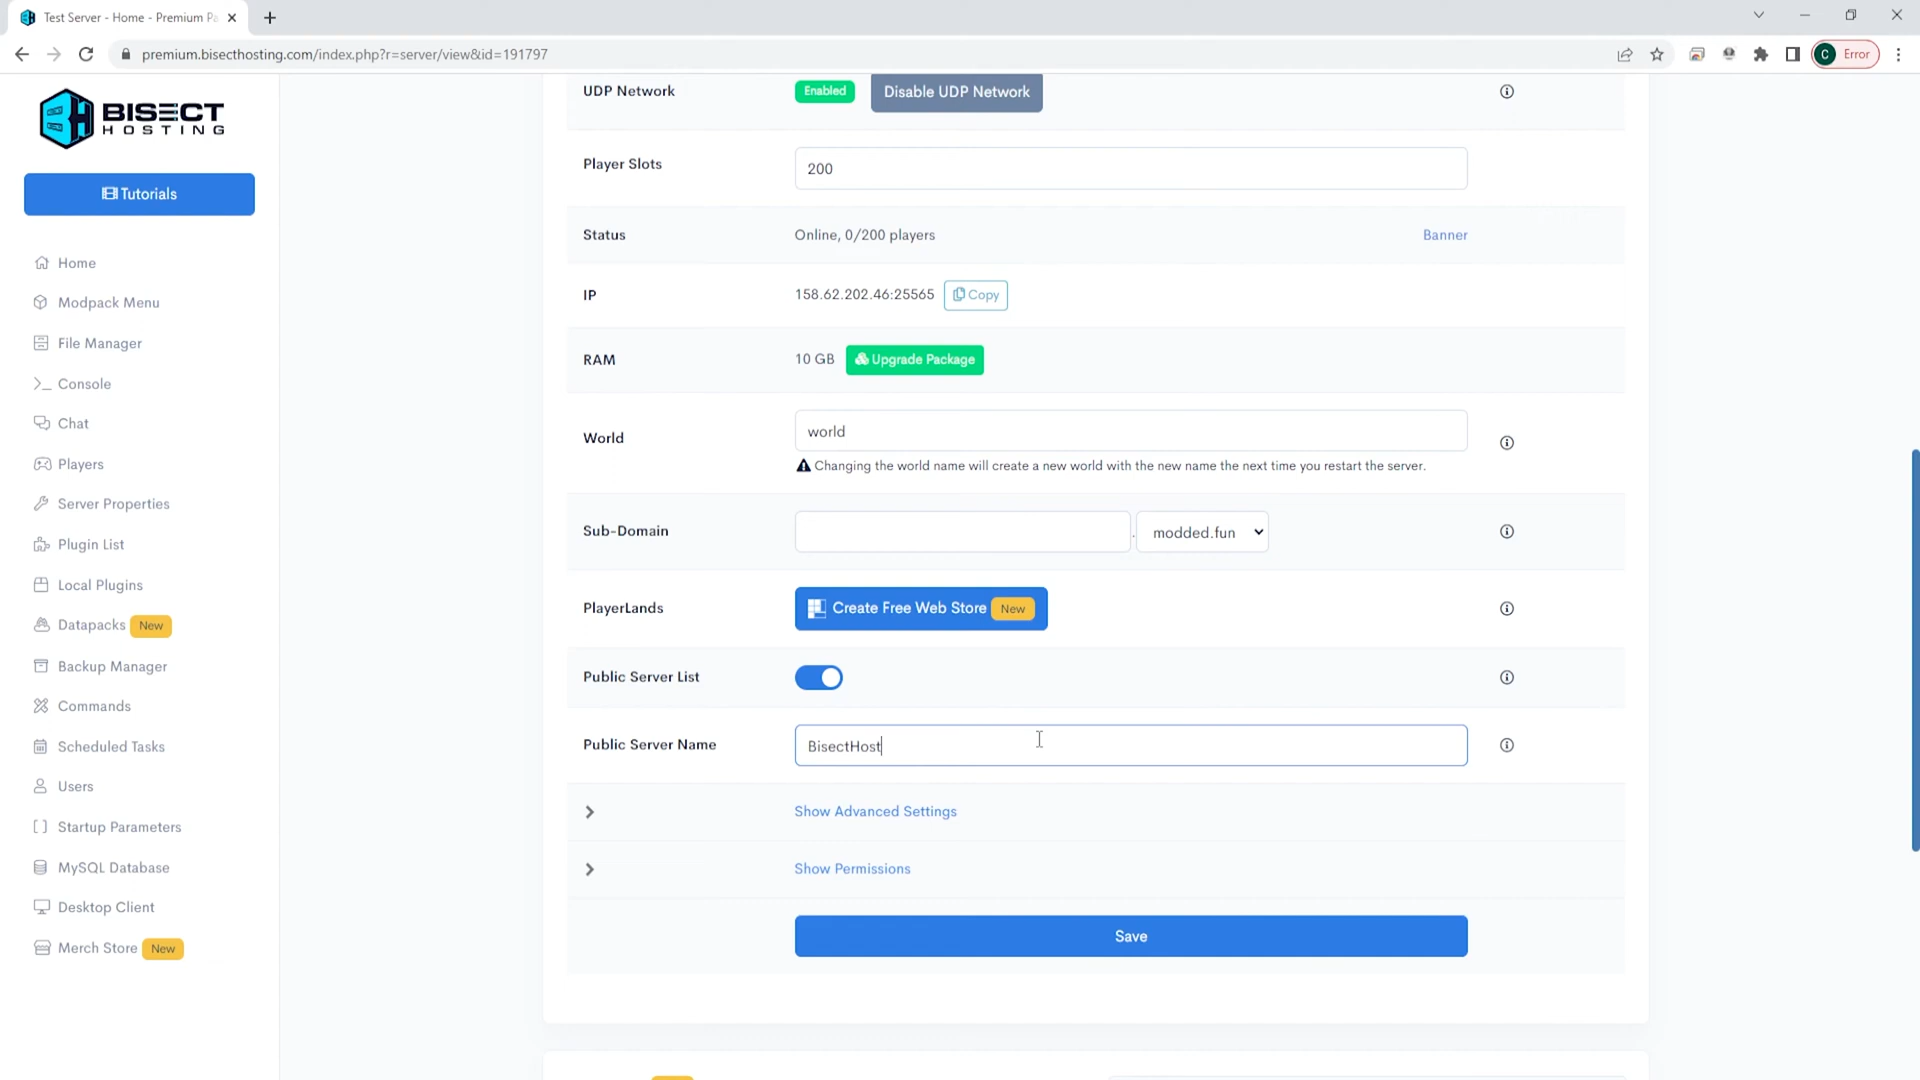 Test Server - Home - Premium Pa
premium.bisecthosting.com/index.php?r=server/view&id=191797
C
Error
BISECT
HOSTING
Tutorials
Home
Modpack Menu
File Manager
Console
Chat
Players
Server Properties
Plugin List
Local Plugins
Datapacks New
Backup Manager
Commands
Scheduled Tasks
Users
Startup Parameters
MySQL Database
Desktop Client
Merch Store New
UDP Network Enabled Disable UDP Network
Player Slots 200
Status Online, 0/200 players Banner
IP 158.62.202.46:25565 Copy
RAM 10 GB Upgrade Package
World world
Changing the world name will create a new world with the new name the next time you restart the server.
Sub-Domain . modded.fun
PlayerLands Create Free Web Store New
Public Server List
Public Server Name BisectHost
Show Advanced Settings
Show Permissions
Save